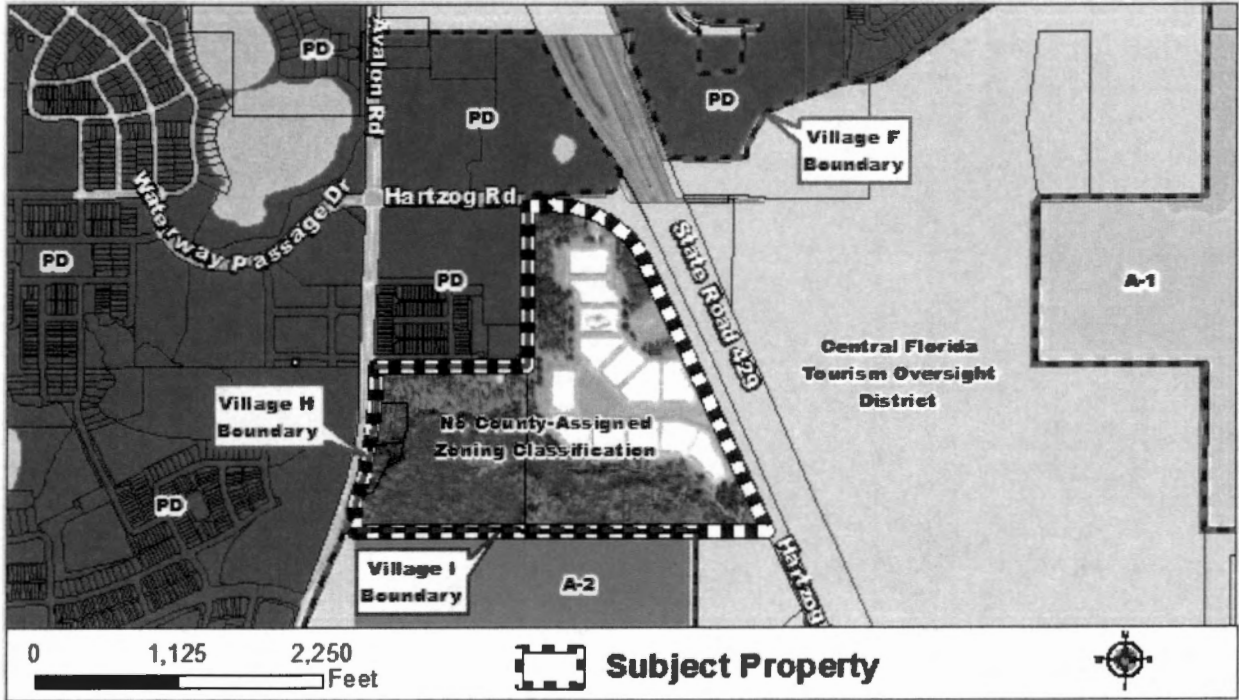 PD
Avalon Rd
PD
PD
Village F
Boundary
Waterway Passage Dr
Hartzog Rd
PD
PD
State Road 429
A-1
Central Florida
Tourism Oversight
District
Village H
Boundary
No County-Assigned
Zoning Classification
PD
Village I
Boundary
A-2
Hartzog
0 1,125 2,250
Feet
Subject Property
N